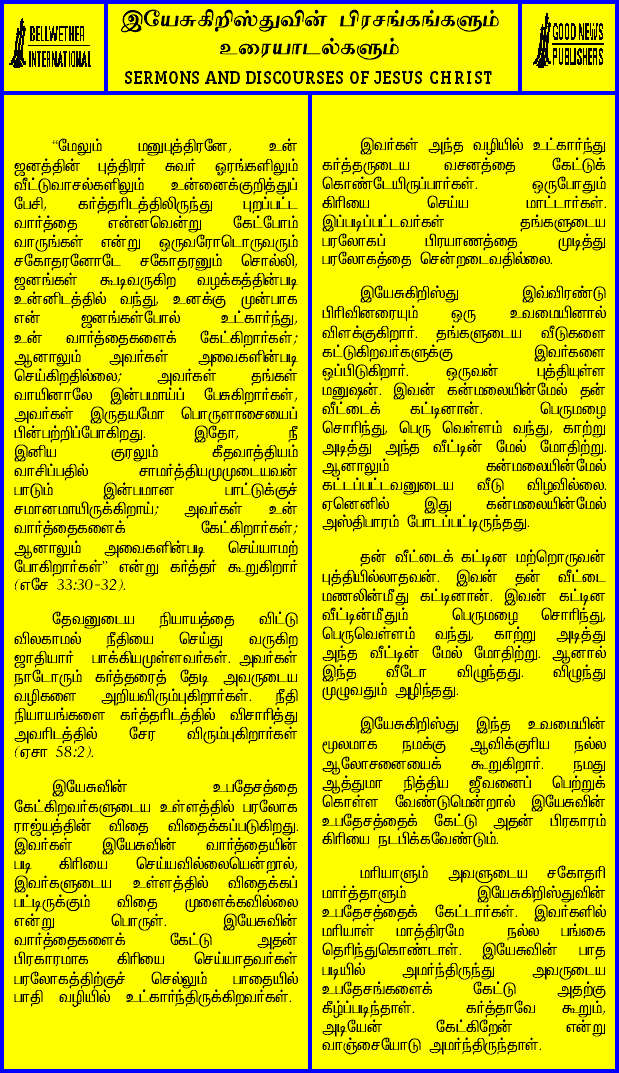 BELLWETHER
INTERNATIONAL
இயேசுகிறிஸ்துவின் பிரசங்கங்களும்
உரையாடல்களும்
SERMONS AND DISCOURSES OF JESUS CHRIST
GOOD NEWS
PUBLISHERS
“மேலும் மனுபுத்திரனே, உன்
ஜனத்தின் புத்திரர் சுவர் ஓரங்களிலும்
வீட்டுவாசல்களிலும் உன்னைக்குறித்துப்
பேசி, கர்த்தரிடத்திலிருந்து புறப்பட்ட
வார்த்தை என்னவென்று கேட்போம்
வாருங்கள் என்று ஒருவரோடொருவரும்
சகோதரனோடே சகோதரனும் சொல்லி,
ஜனங்கள் கூடிவருகிற வழக்கத்தின்படி
உன்னிடத்தில் வந்து, உனக்கு முன்பாக
என் ஜனங்கள்போல் உட்கார்ந்து,
உன் வார்த்தைகளைக் கேட்கிறார்கள்;
ஆனாலும் அவர்கள் அவைகளின்படி
செய்கிறதில்லை; அவர்கள் தங்கள்
வாயினாலே இன்பமாய்ப் பேசுகிறார்கள்,
அவர்கள் இருதயமோ பொருளாசையைப்
பின்பற்றிப்போகிறது. இதோ, நீ
இனிய குரலும் கீதவாத்தியம்
வாசிப்பதில் சாமர்த்தியமுமுடையவன்
பாடும் இன்பமான பாட்டுக்குச்
சமானமாயிருக்கிறாய்; அவர்கள் உன்
வார்த்தைகளைக் கேட்கிறார்கள்;
ஆனாலும் அவைகளின்படி செய்யாமற்
போகிறார்கள்” என்று கர்த்தர் கூறுகிறார்
(எசே 33:30-32).
தேவனுடைய நியாயத்தை விட்டு
விலகாமல் நீதியை செய்து வருகிற
ஜாதியார் பாக்கியமுள்ளவர்கள். அவர்கள்
நாடோரும் கர்த்தரைத் தேடி அவருடைய
வழிகளை அறியவிரும்புகிறார்கள். நீதி
நியாயங்களை கர்த்தரிடத்தில் விசாரித்து
அவரிடத்தில் சேர விரும்புகிறார்கள்
(ஏசா 58:2).
இயேசுவின் உபதேசத்தை
கேட்கிறவர்களுடைய உள்ளத்தில் பரலோக
ராஜ்யத்தின் விதை விதைக்கப்படுகிறது.
இவர்கள் இயேசுவின் வார்த்தையின்
படி கிரியை செய்யவில்லையென்றால்,
இவர்களுடைய உள்ளத்தில் விதைக்கப்
பட்டிருக்கும் விதை முளைக்கவில்லை
என்று பொருள். இயேசுவின்
வார்த்தைகளைக் கேட்டு அதன்
பிரகாரமாக கிரியை செய்யாதவர்கள்
பரலோகத்திற்குச் செல்லும் பாதையில்
பாதி வழியில் உட்கார்ந்திருக்கிறவர்கள்.
இவர்கள் அந்த வழியில் உட்கார்ந்து
கர்த்தருடைய வசனத்தை கேட்டுக்
கொண்டேயிருப்பார்கள். ஒருபோதும்
கிரியை செய்ய மாட்டார்கள்.
இப்படிப்பட்டவர்கள் தங்களுடைய
பரலோகப் பிரயாணத்தை முடித்து
பரலோகத்தை சென்றடைவதில்லை.
இயேசுகிறிஸ்து இவ்விரண்டு
பிரிவினரையும் ஒரு உவமையினால்
விளக்குகிறார். தங்களுடைய வீடுகளை
கட்டுகிறவர்களுக்கு இவர்களை
ஒப்பிடுகிறார். ஒருவன் புத்தியுள்ள
மனுஷன். இவன் கன்மலையின்மேல் தன்
வீட்டைக் கட்டினான். பெருமழை
சொரிந்து, பெரு வெள்ளம் வந்து, காற்று
அடித்து அந்த வீட்டின் மேல் மோதிற்று.
ஆனாலும் கன்மலையின்மேல்
கட்டப்பட்டவனுடைய வீடு விழவில்லை.
ஏனெனில் இது கன்மலையின்மேல்
அஸ்திபாரம் போடப்பட்டிருந்தது.
தன் வீட்டைக் கட்டின மற்றொருவன்
புத்தியில்லாதவன். இவன் தன் வீட்டை
மணலின்மீது கட்டினான். இவன் கட்டின
வீட்டின்மீதும் பெருமழை சொரிந்து,
பெருவெள்ளம் வந்து, காற்று அடித்து
அந்த வீட்டின் மேல் மோதிற்று. ஆனால்
இந்த வீடோ விழுந்தது. விழுந்து
முழுவதும் அழிந்தது.
இயேசுகிறிஸ்து இந்த உவமையின்
மூலமாக நமக்கு ஆவிக்குரிய நல்ல
ஆலோசனையைக் கூறுகிறார். நமது
ஆத்துமா நித்திய ஜீவனைப் பெற்றுக்
கொள்ள வேண்டுமென்றால் இயேசுவின்
உபதேசத்தைக் கேட்டு அதன் பிரகாரம்
கிரியை நடபிக்கவேண்டும்.
மரியாளும் அவளுடைய சகோதரி
மார்த்தாளும் இயேசுகிறிஸ்துவின்
உபதேசத்தைக் கேட்டார்கள். இவர்களில்
மரியாள் மாத்திரமே நல்ல பங்கை
தெரிந்துகொண்டாள். இயேசுவின் பாத
படியில் அமர்ந்திருந்து அவருடைய
உபதேசங்களைக் கேட்டு அதற்கு
கீழ்ப்படிந்தாள். கர்த்தாவே கூறும்,
அடியேன் கேட்கிறேன் என்று
வாஞ்சையோடு அமர்ந்திருந்தாள்.